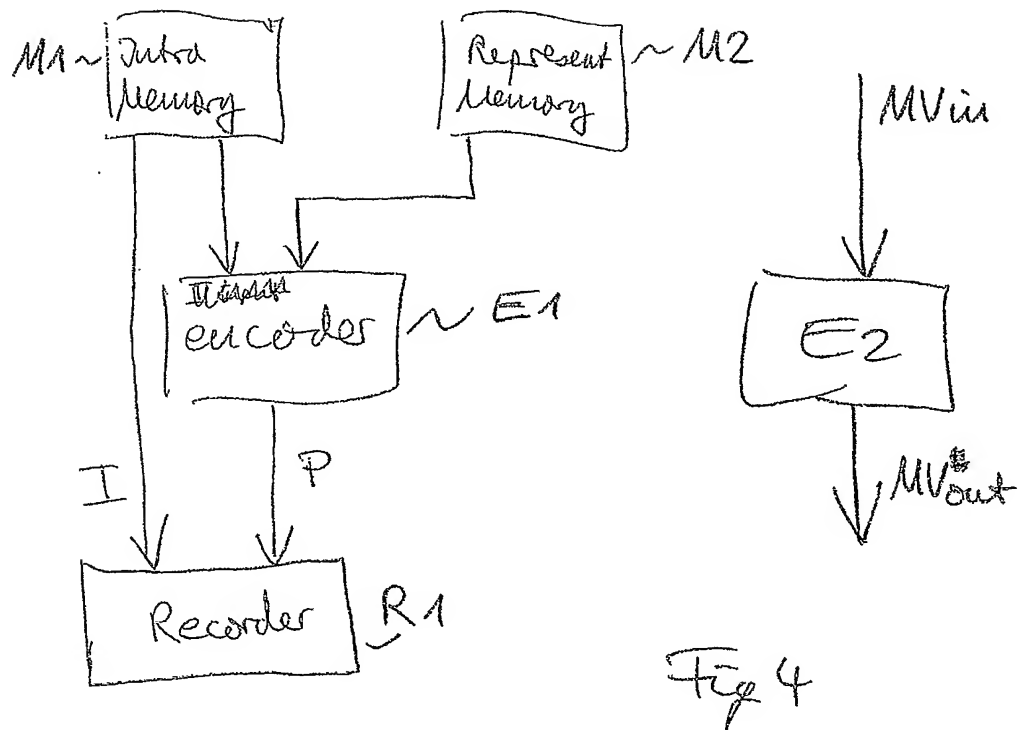 M1 ~ Intra
Memory
Represent ~ M2
Memory
MVin
encoder ~ E1
E2
I
P
MVout
Recorder
R1
Fig 4